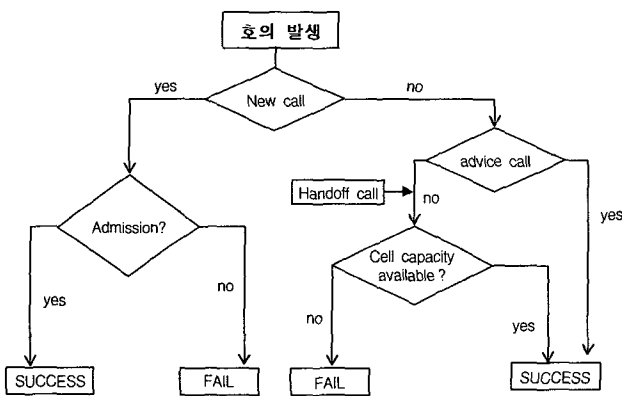 호의 발생
yes
New call
no
advice call
Handoff call
no
yes
Admission?
Cell capacity
available?
yes
no
no
yes
SUCCESS
FAIL
FAIL
SUCCESS